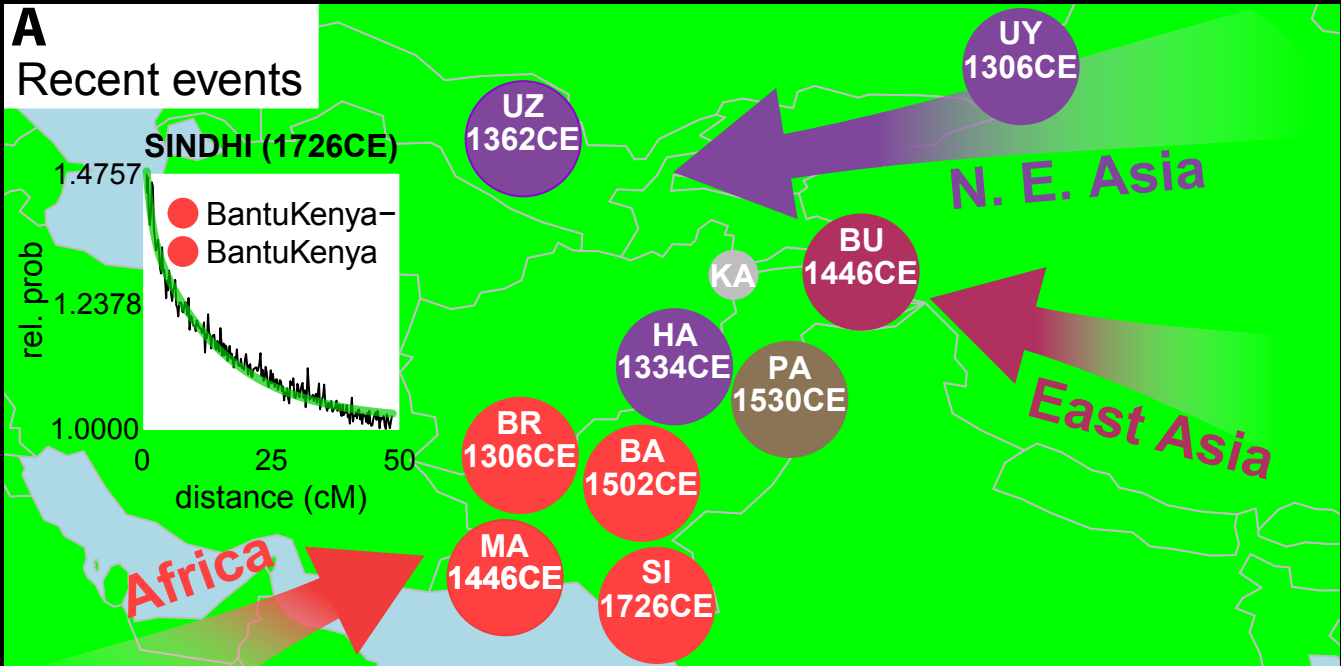 A
Recent events
SINDHI (1726CE)
1.4757
1.2378
1.0000
rel. prob
BantuKenya−
BantuKenya
0 25 50
distance (cM)
UZ
1362CE
UY
1306CE
N. E. Asia
BU
1446CE
KA
HA
1334CE
PA
1530CE
East Asia
BR
1306CE
BA
1502CE
MA
1446CE
SI
1726CE
Africa